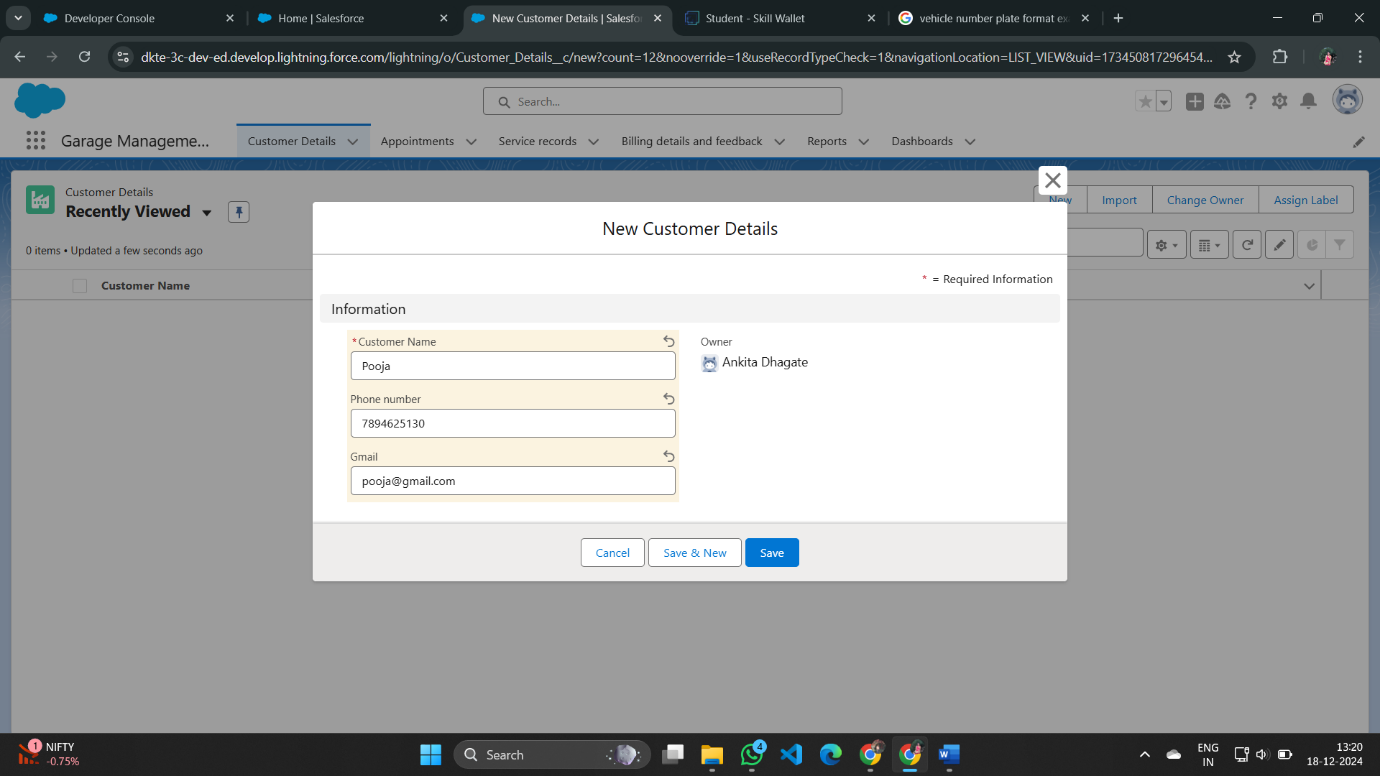 Developer Console
Home | Salesforce
New Customer Details | Salesfo
Student - Skill Wallet
vehicle number plate format ex
dkte-3c-dev-ed.develop.lightning.force.com/lightning/o/Customer_Details__c/new?count=12&nooverride=1&useRecordTypeCheck=1&navigationLocation=LIST_VIEW&uid=173450817296454...
Search...
Garage Manageme...
Customer Details
Appointments
Service records
Billing details and feedback
Reports
Dashboards
Customer Details
Recently Viewed
New
Import
Change Owner
Assign Label
0 items • Updated a few seconds ago
Customer Name
New Customer Details
* = Required Information
Information
*Customer Name
Pooja
Owner
Ankita Dhagate
Phone number
7894625130
Gmail
pooja@gmail.com
Cancel
Save & New
Save
1
NIFTY
-0.75%
Search
4
ENG
IN
13:20
18-12-2024